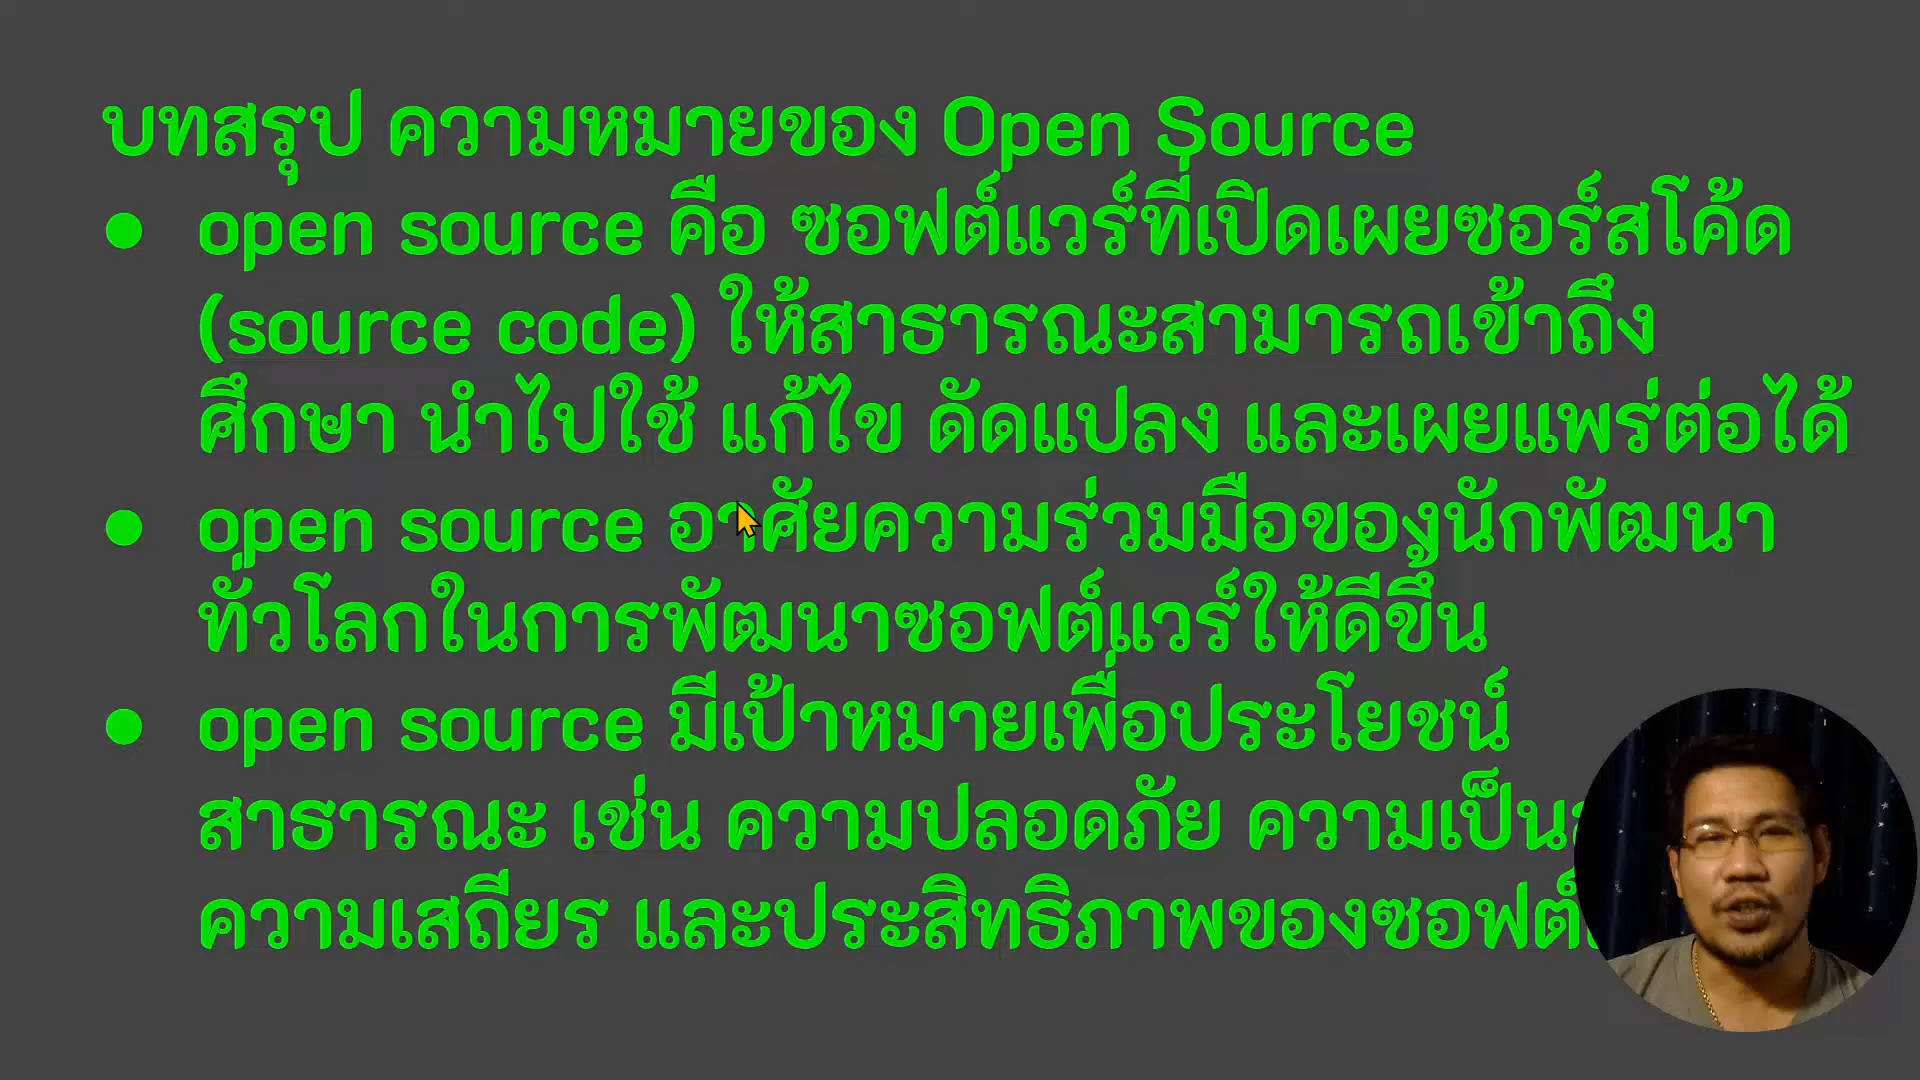 บทสรุป ความหมายของ Open Source
● open source คือ ซอฟต์แวร์ที่เปิดเผยซอร์สโค้ด
(source code) ให้สาธารณะสามารถเข้าถึง
ศึกษา นำไปใช้ แก้ไข ดัดแปลง และเผยแพร่ต่อได้
● open source อาศัยความร่วมมือของนักพัฒนา
ทั่วโลกในการพัฒนาซอฟต์แวร์ให้ดีขึ้น
● open source มีเป้าหมายเพื่อประโยชน์
สาธารณะ เช่น ความปลอดภัย ความเป็น
ความเสถียร และประสิทธิภาพของซอฟต์